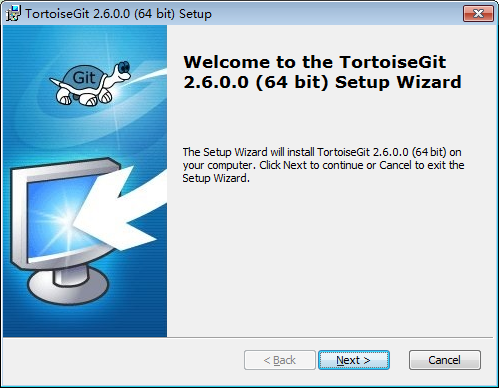 TortoiseGit 2.6.0.0 (64 bit) Setup
Git
Welcome to the TortoiseGit
2.6.0.0 (64 bit) Setup Wizard
The Setup Wizard will install TortoiseGit 2.6.0.0 (64 bit) on
your computer. Click Next to continue or Cancel to exit the
Setup Wizard.
< Back
Next >
Cancel